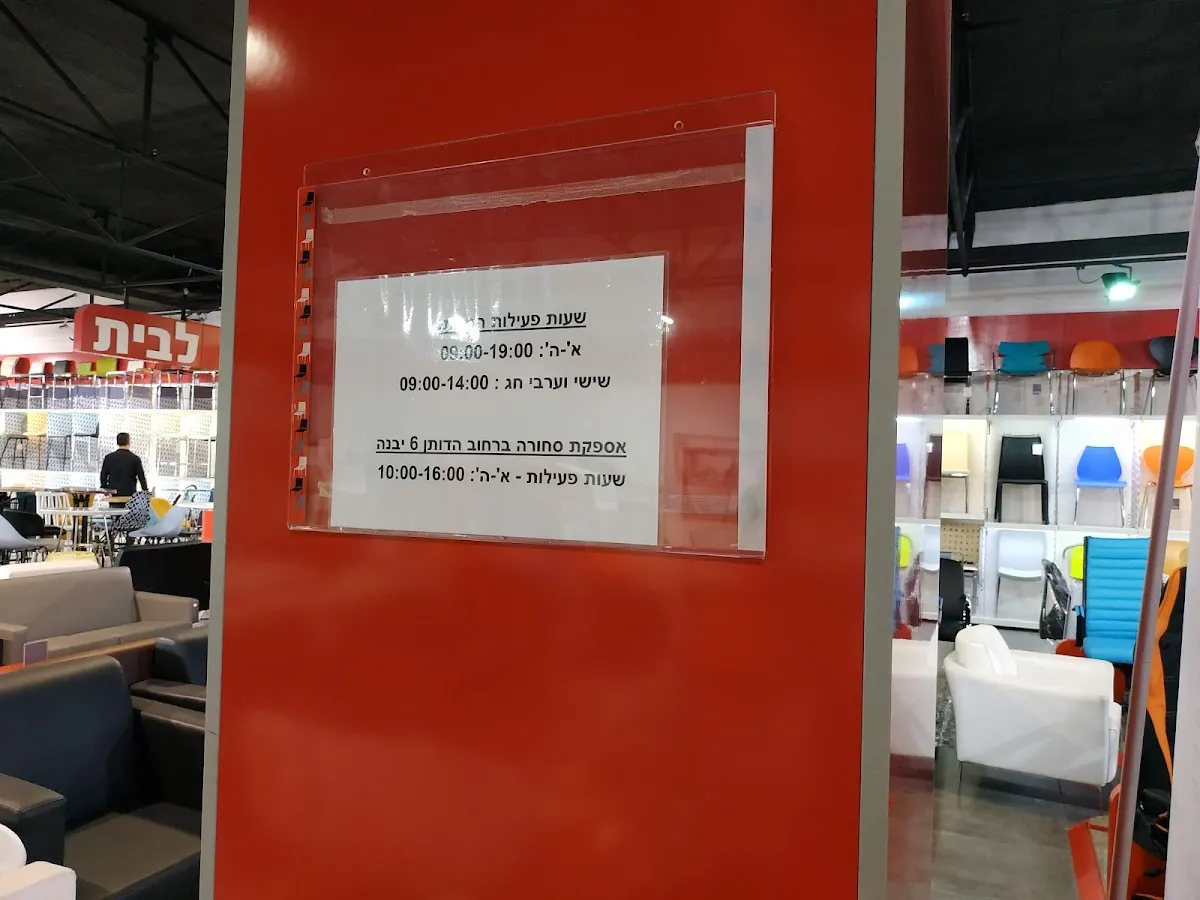 שעות פעילות
א'-ה': 09:00-19:00
שישי וערבי חג : 09:00-14:00
אספקת סחורה ברחוב הדותן 6 יבנה
שעות פעילות - א'-ה': 10:00-16:00
לבית